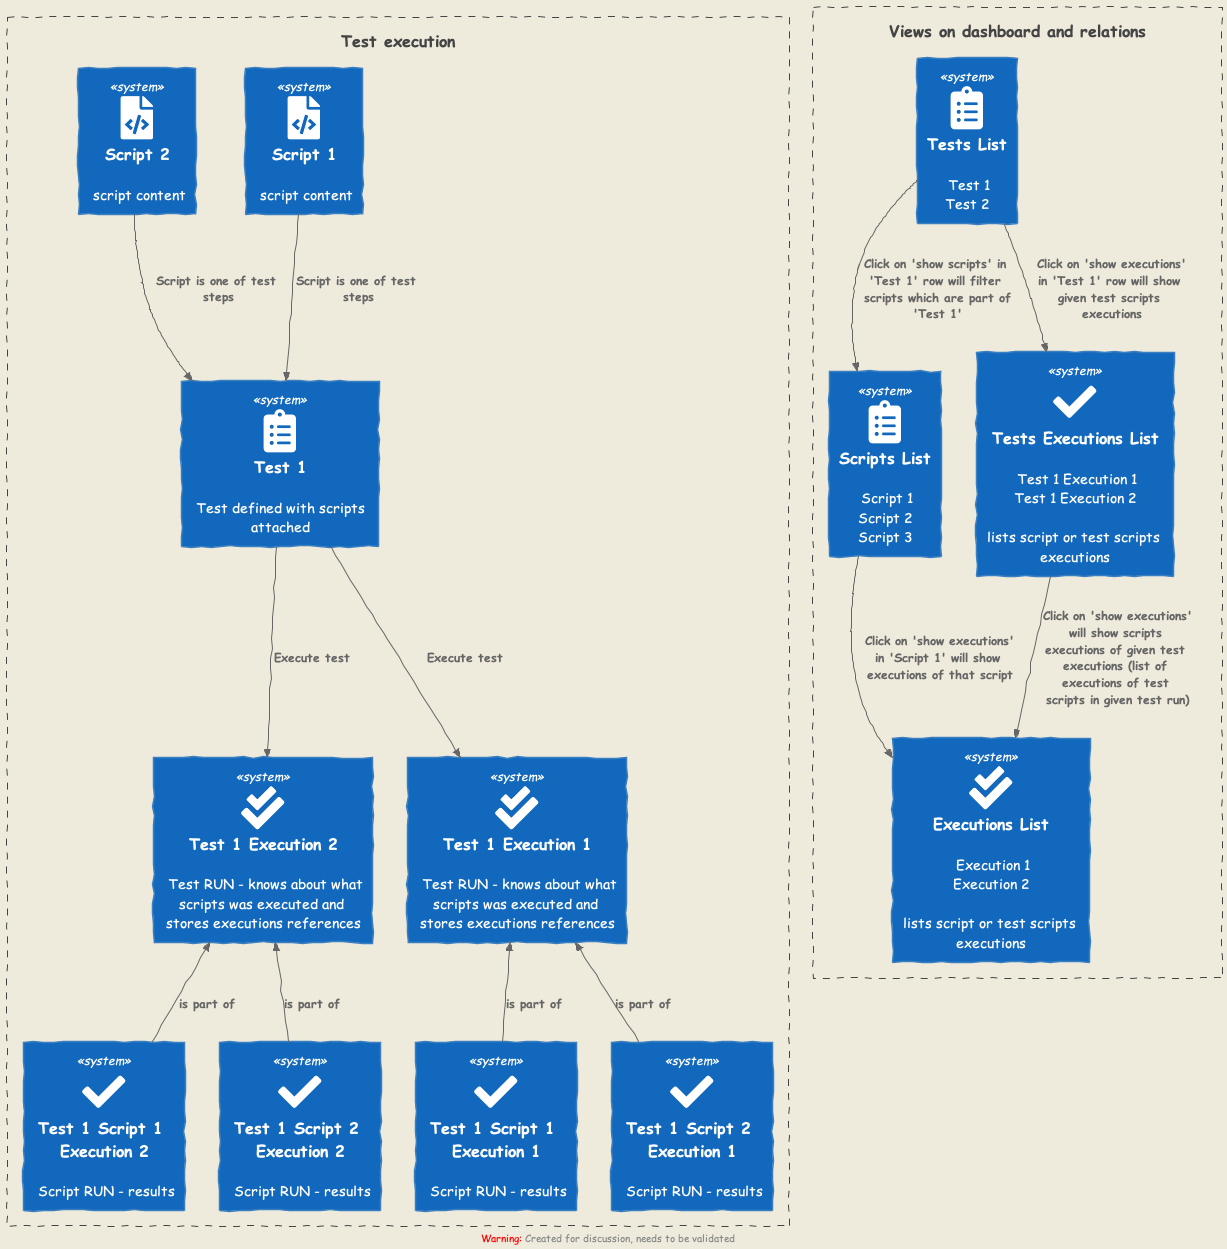 Test execution
«system»
Script 2
script content
«system»
Script 1
script content
Script is one of test
steps
Script is one of test
steps
«system»
Test 1
Test defined with scripts
attached
Execute test
Execute test
«system»
Test 1 Execution 2
Test RUN - knows about what
scripts was executed and
stores executions references
«system»
Test 1 Execution 1
Test RUN - knows about what
scripts was executed and
stores executions references
is part of
is part of
is part of
is part of
«system»
Test 1 Script 1
Execution 2
Script RUN - results
«system»
Test 1 Script 2
Execution 2
Script RUN - results
«system»
Test 1 Script 1
Execution 1
Script RUN - results
«system»
Test 1 Script 2
Execution 1
Script RUN - results
Views on dashboard and relations
«system»
Tests List
Test 1
Test 2
Click on 'show scripts' in
'Test 1' row will filter
scripts which are part of
'Test 1'
Click on 'show executions'
in 'Test 1' row will show
given test scripts
executions
«system»
Scripts List
Script 1
Script 2
Script 3
«system»
Tests Executions List
Test 1 Execution 1
Test 1 Execution 2
lists script or test scripts
executions
Click on 'show executions'
in 'Script 1' will show
executions of that script
Click on 'show executions'
will show scripts
executions of given test
executions (list of
executions of test
scripts in given test run)
«system»
Executions List
Execution 1
Execution 2
lists script or test scripts
executions
Warning: Created for discussion, needs to be validated